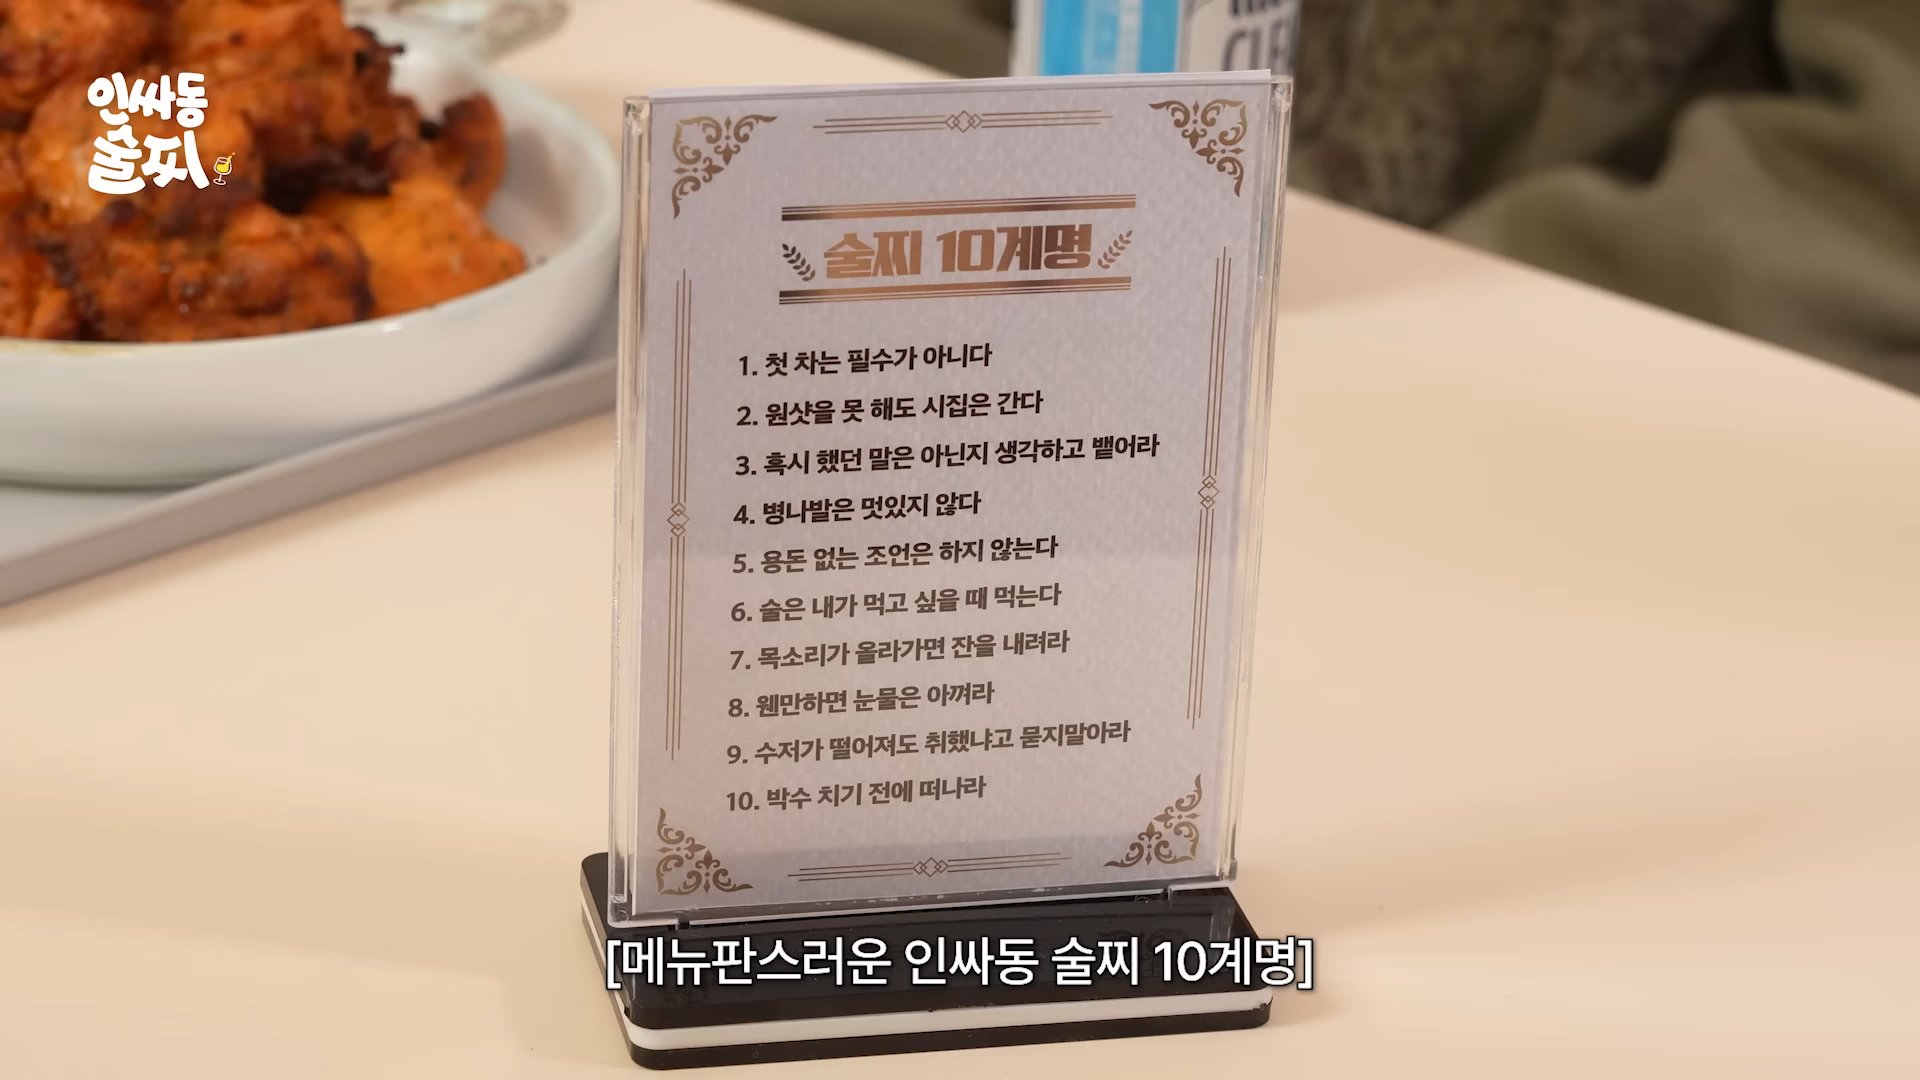 인싸동
술찌
술찌 10계명
1. 첫 차는 필수가 아니다
2. 원샷을 못 해도 시집은 간다
3. 혹시 했던 말은 아닌지 생각하고 뱉어라
4. 병나발은 멋있지 않다
5. 용돈 없는 조언은 하지 않는다
6. 술은 내가 먹고 싶을 때 먹는다
7. 목소리가 올라가면 잔을 내려라
8. 웬만하면 눈물은 아껴라
9. 수저가 떨어져도 취했냐고 묻지말아라
10. 박수 치기 전에 떠나라
[메뉴판스러운 인싸동 술찌 10계명]